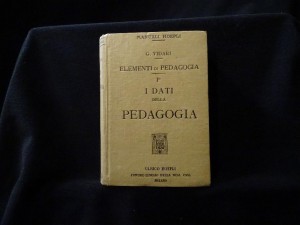 MANUALI HOEPLI
G. VIDARI
ELEMENTI DI PEDAGOGIA
I DATI
DELLA
PEDAGOGIA
ULRICO HOEPLI
MILANO